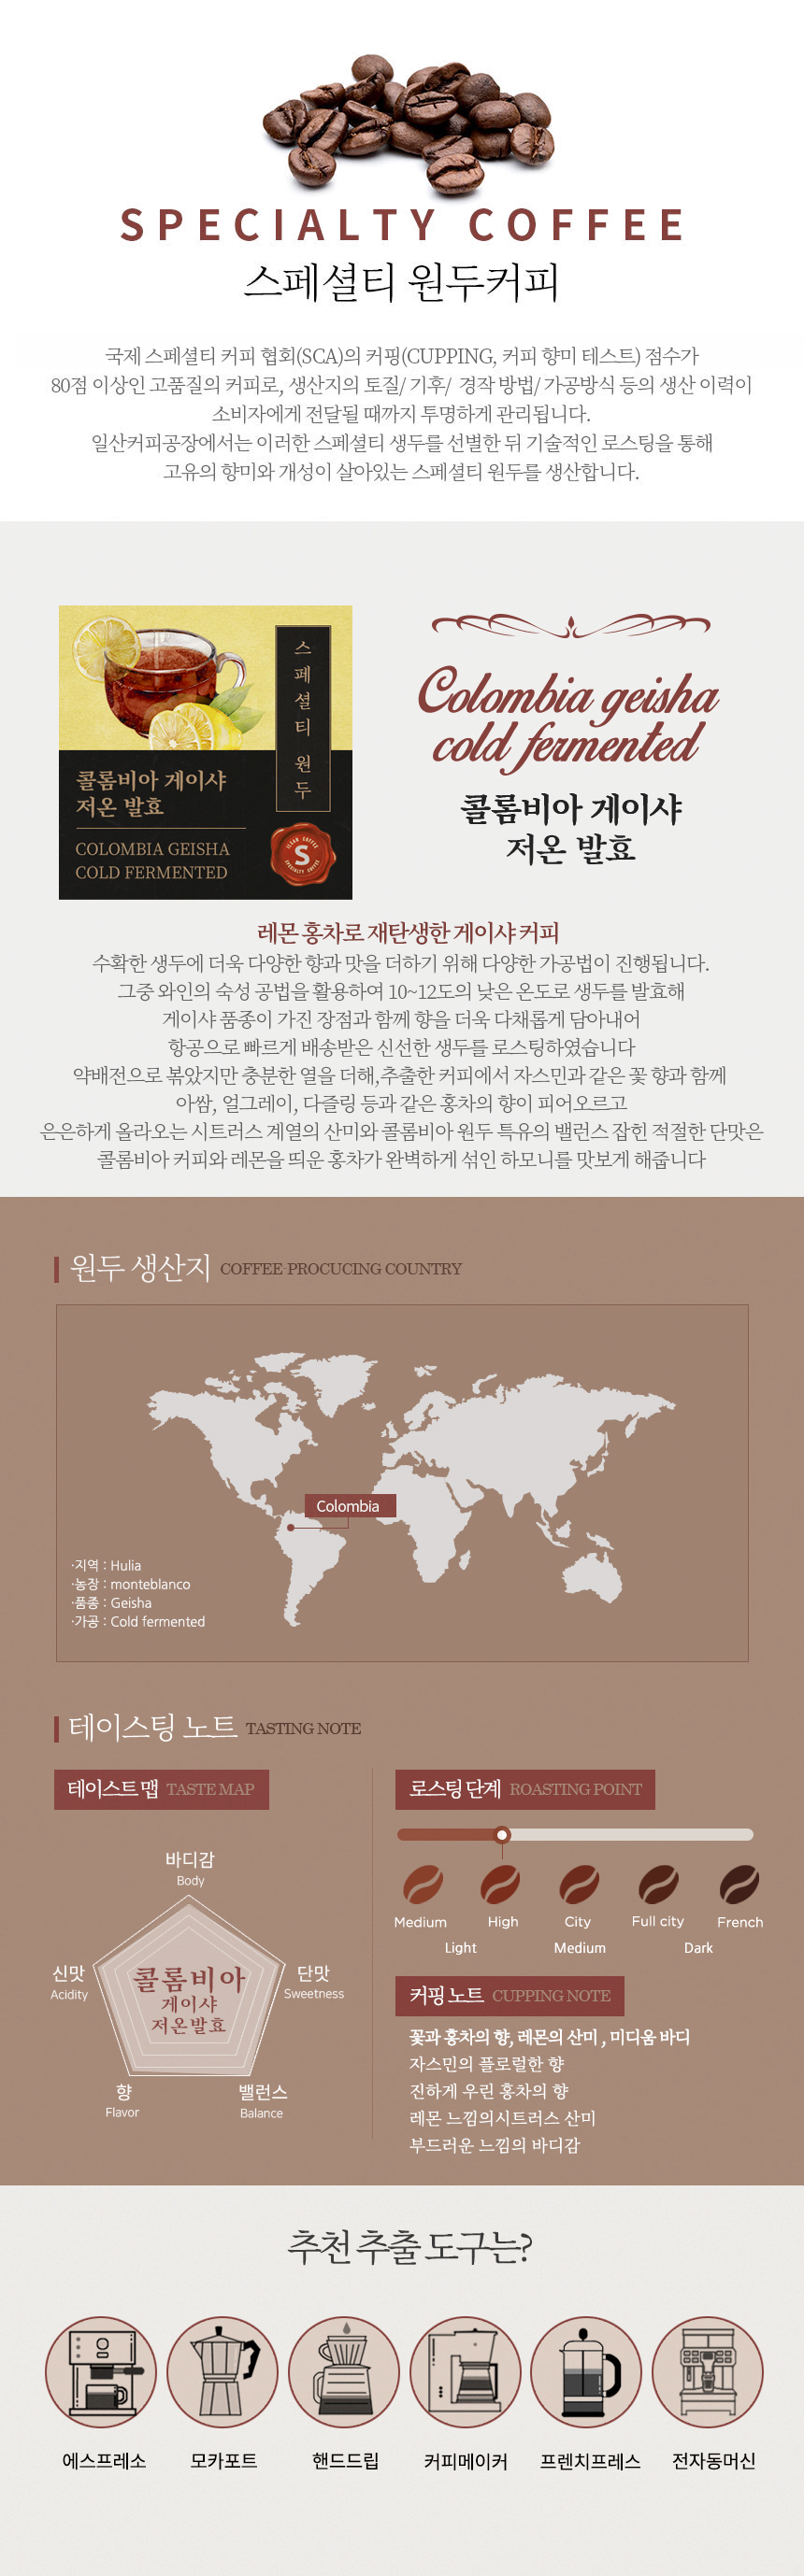 SPECIALTY COFFEE
스페셜티 원두커피
국제 스페셜티 커피 협회(SCA)의 커핑(CUPPING, 커피 향미 테스트) 점수가
80점 이상인 고품질의 커피로, 생산지의 토질/ 기후/ 경작 방법/ 가공방식 등의 생산 이력이
소비자에게 전달될 때까지 투명하게 관리됩니다.
일산커피공장에서는 이러한 스페셜티 생두를 선별한 뒤 기술적인 로스팅을 통해
고유의 향미와 개성이 살아있는 스페셜티 원두를 생산합니다.
스페셜티 원두
콜롬비아 게이샤
저온 발효
COLOMBIA GEISHA
COLD FERMENTED
S
SPECIALTY COFFEE
Colombia geisha
cold fermented
콜롬비아 게이샤
저온 발효
레몬 홍차로 재탄생한 게이샤 커피
수확한 생두에 더욱 다양한 향과 맛을 더하기 위해 다양한 가공법이 진행됩니다.
그중 와인의 숙성 공법을 활용하여 10~12도의 낮은 온도로 생두를 발효해
게이샤 품종이 가진 장점과 함께 향을 더욱 다채롭게 담아내어
항공으로 빠르게 배송받은 신선한 생두를 로스팅하였습니다
약배전으로 볶았지만 충분한 열을 더해,추출한 커피에서 자스민과 같은 꽃 향과 함께
아쌈, 얼그레이, 다즐링 등과 같은 홍차의 향이 피어오르고
은은하게 올라오는 시트러스 계열의 산미와 콜롬비아 원두 특유의 밸런스 잡힌 적절한 단맛은
콜롬비아 커피와 레몬을 띄운 홍차가 완벽하게 섞인 하모니를 맛보게 해줍니다
원두 생산지 COFFEE-PROCUCING COUNTRY
Colombia
·지역 : Hulia
·농장 : monteblanco
·품종 : Geisha
·가공 : Cold fermented
테이스팅 노트 TASTING NOTE
테이스트 맵 TASTE MAP
바디감
Body
신맛
Acidity
단맛
Sweetness
콜롬비아
게이샤
저온발효
향
Flavor
밸런스
Balance
로스팅 단계 ROASTING POINT
Medium High City Full city French
Light Medium Dark
커핑 노트 CUPPING NOTE
꽃과 홍차의 향, 레몬의 산미 , 미디움 바디
자스민의 플로럴한 향
진하게 우린 홍차의 향
레몬 느낌의시트러스 산미
부드러운 느낌의 바디감
추천 추출 도구는?
에스프레소 모카포트 핸드드립 커피메이커 프렌치프레스 전자동머신